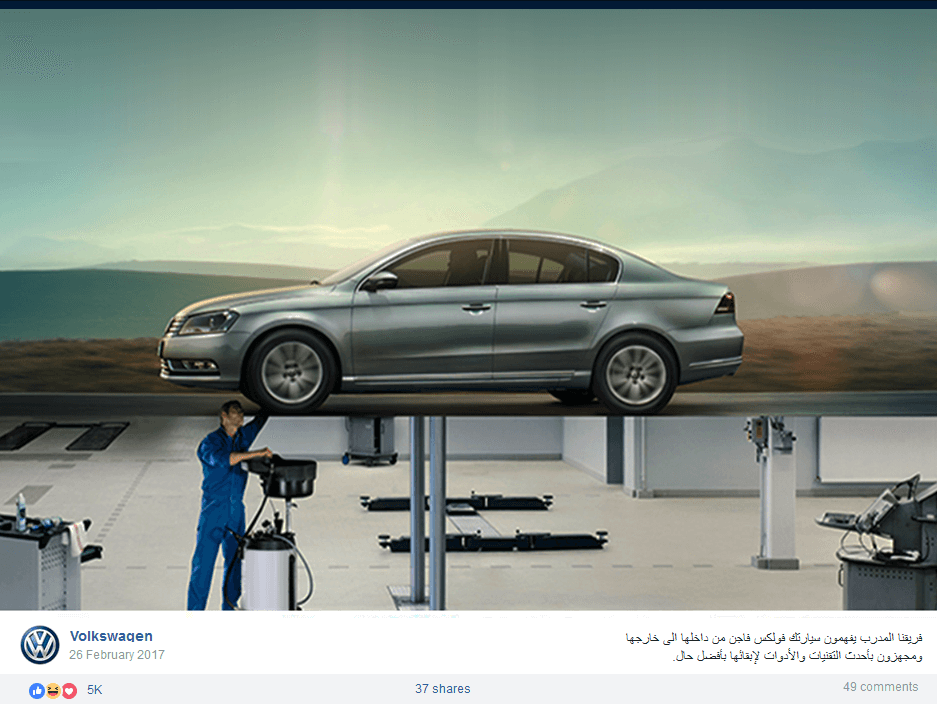 Volkswagen
26 February 2017
فريقنا المدرب يفهمون سيارتك فولكس فاجن من داخلها الى خارجها
ومجهزون بأحدث التقنيات والأدوات لإبقائها بأفضل حال.
5K
37 shares
49 comments